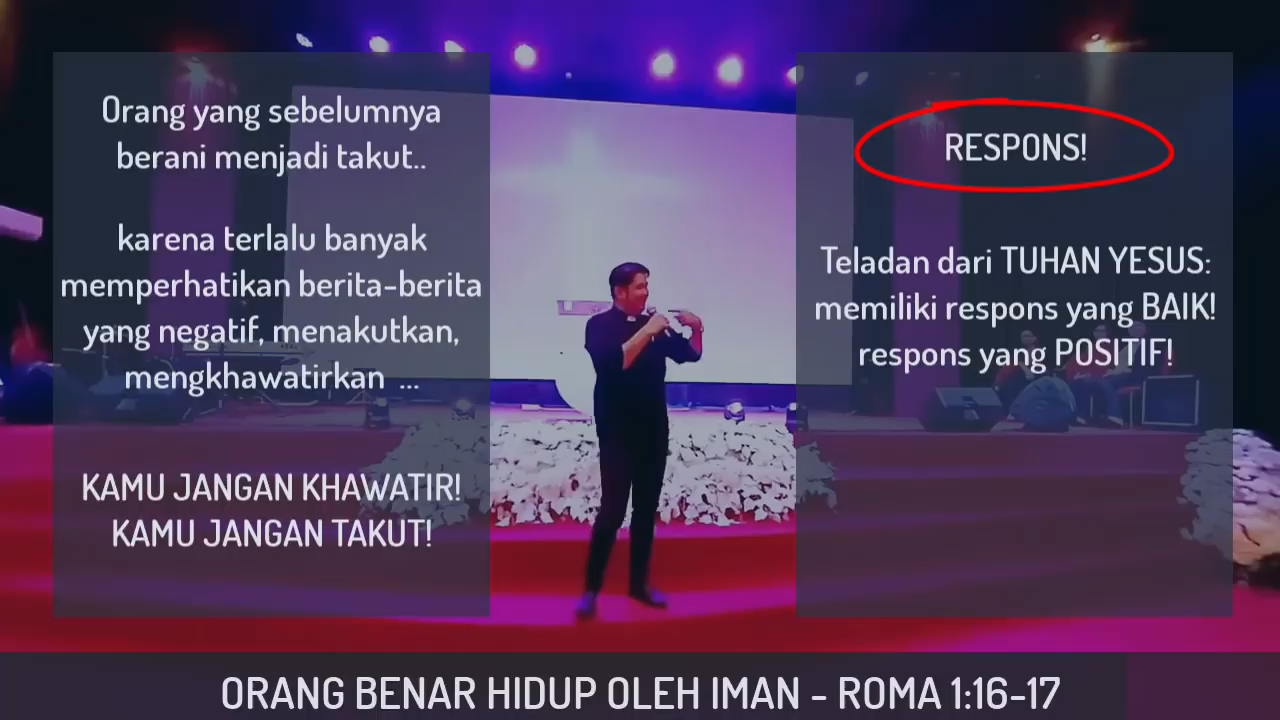 Orang yang sebelumnya
berani menjadi takut..
karena terlalu banyak
memperhatikan berita-berita
yang negatif, menakutkan,
mengkhawatirkan ...
KAMU JANGAN KHAWATIR!
KAMU JANGAN TAKUT!
RESPONS!
Teladan dari TUHAN YESUS:
memiliki respons yang BAIK!
respons yang POSITIF!
ORANG BENAR HIDUP OLEH IMAN - ROMA 1:16-17